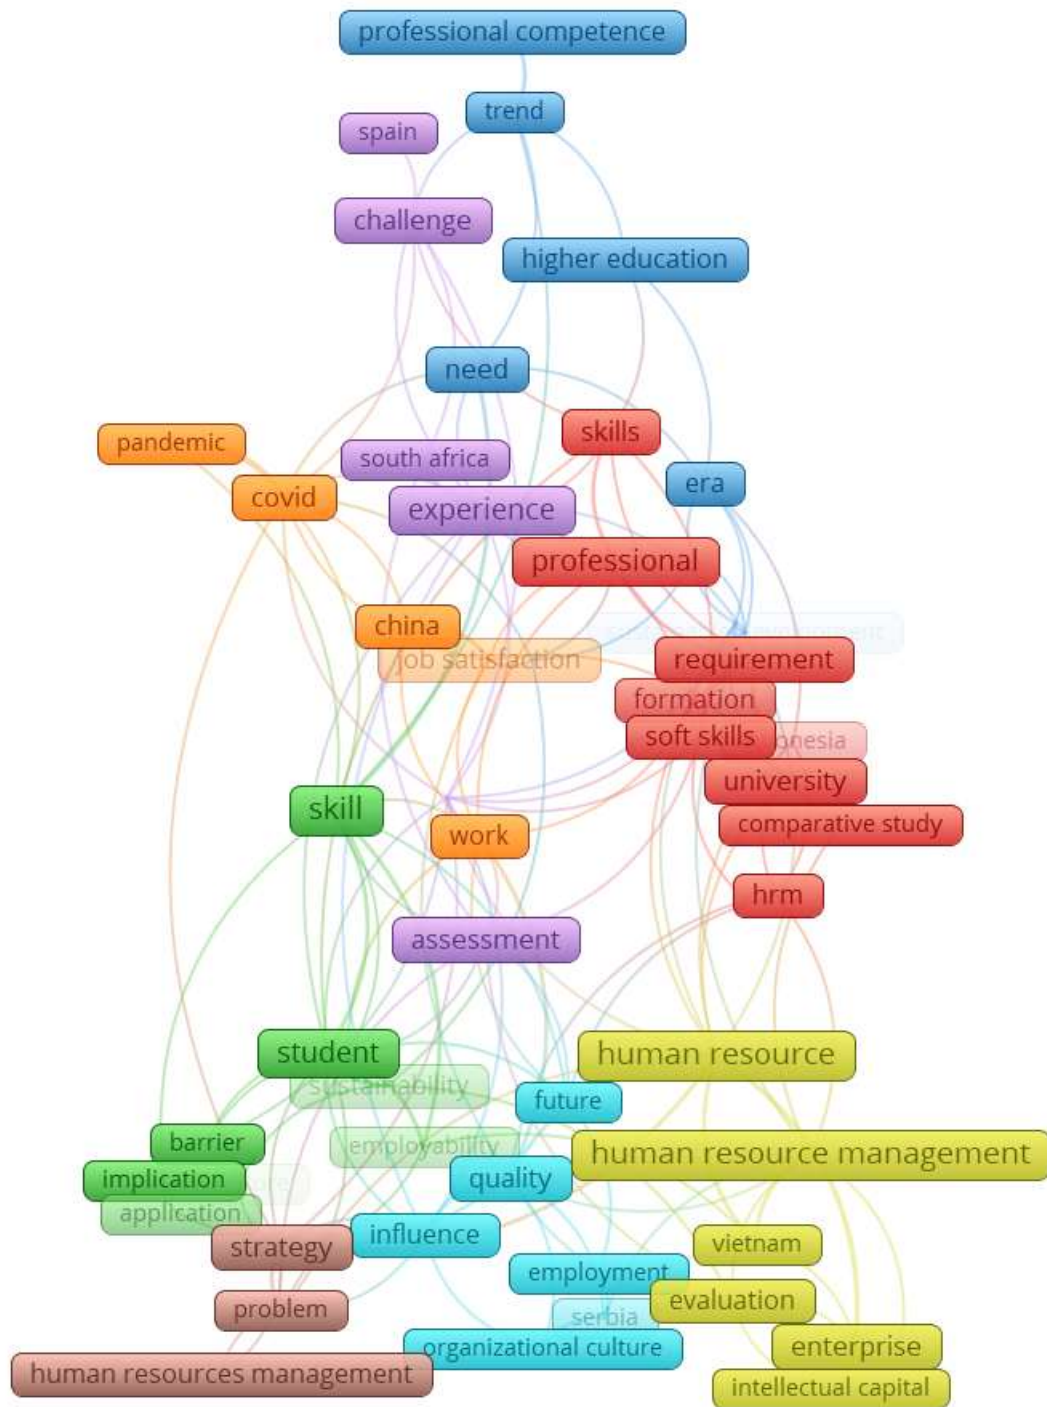 professional competence
trend
spain
challenge
higher education
need
skills
pandemic
south africa
era
covid
experience
professional
china
job satisfaction
requirement
formation
soft skills
university
skill
comparative study
work
hrm
assessment
student
human resource
sustainability
future
barrier
employability
human resource management
implication
quality
application
influence
strategy
vietnam
employment
evaluation
problem
serbia
organizational culture
enterprise
human resources management
intellectual capital